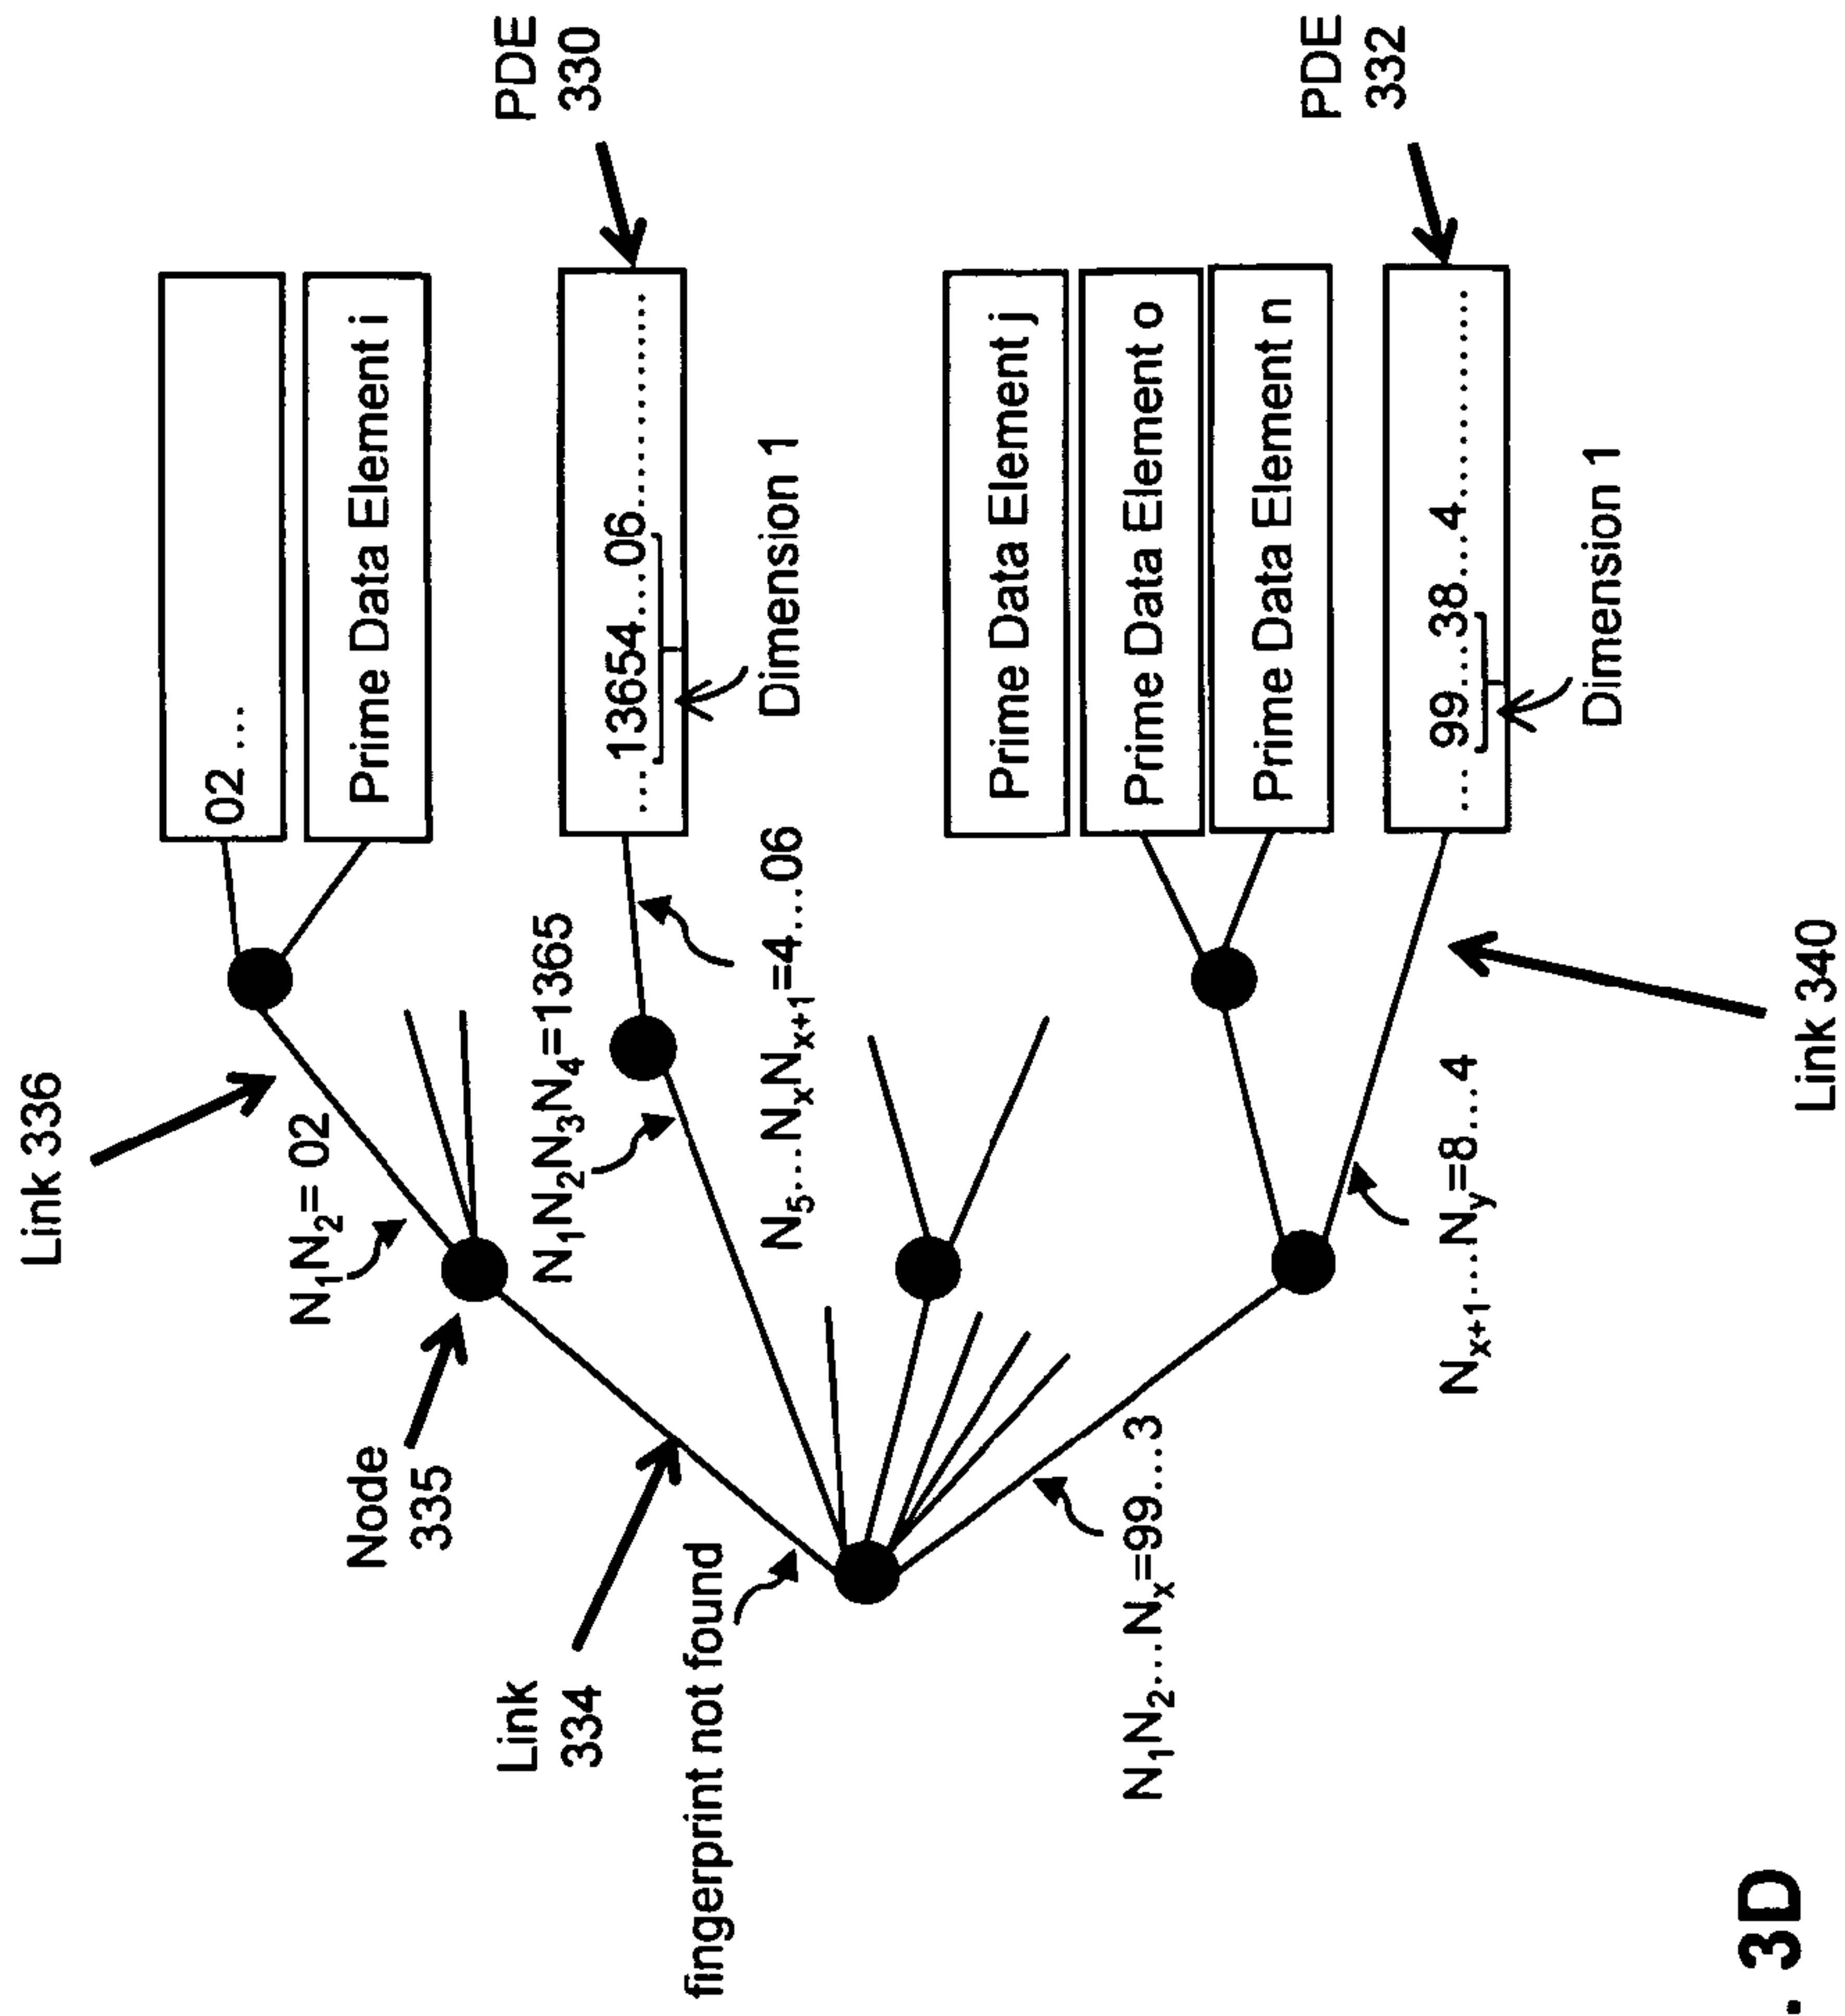 Link 336
N₁N₂=02
Node
335
Link
334
fingerprint not found
02...
Prime Data Element i
N₁N₂N₃N₄=1365
N₅....NₓNₓ₊₁=4....06
.....13654....06..............
Dimension 1
PDE
330
Prime Data Element j
Prime Data Element o
Prime Data Element n
N₁N₂...Nₓ=99...3
Nₓ₊₁....Nᵧ=8....4
.... 99...38.....4..............
Dimension 1
PDE
332
Link 340
. 3D